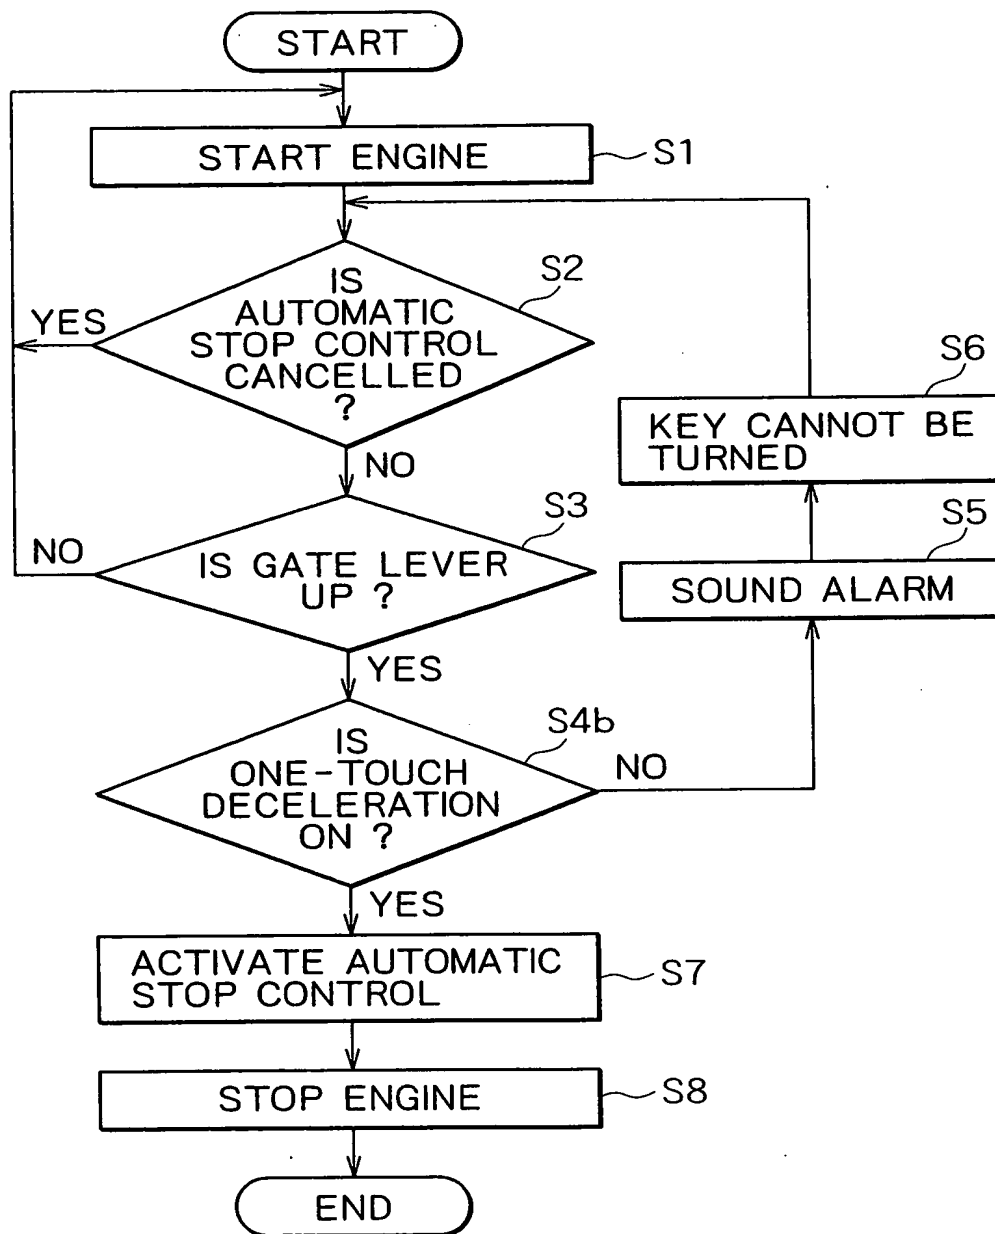 START
START ENGINE
S1
IS
AUTOMATIC
STOP CONTROL
CANCELLED
?
S2
YES
NO
S6
KEY CANNOT BE
TURNED
S3
IS GATE LEVER
UP ?
NO
YES
S5
SOUND ALARM
S4b
IS
ONE-TOUCH
DECELERATION
ON ?
NO
YES
ACTIVATE AUTOMATIC
STOP CONTROL
S7
STOP ENGINE
S8
END